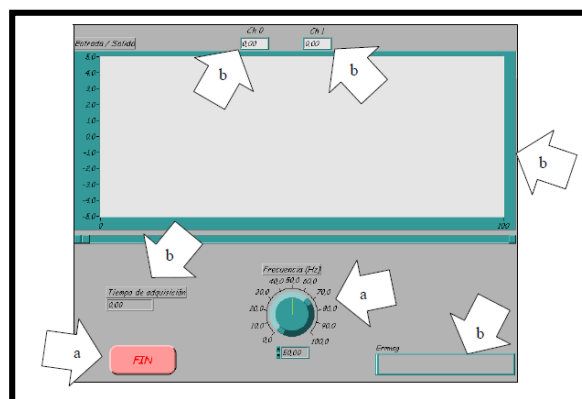 Ch 0 Ch 1
Entrada / Salida 0,00 0,00
b b
5,0
4,0
3,0
2,0
1,0
0,0
-1,0
-2,0
-3,0
-4,0
-5,0
0 100
b
b
Tiempo de adquisición
0,00
Frecuencia (Hz)
0,0 10,0 20,0 30,0 40,0 50,0 60,0 70,0 80,0 90,0 100,0
50,00
a
a
FIN
b